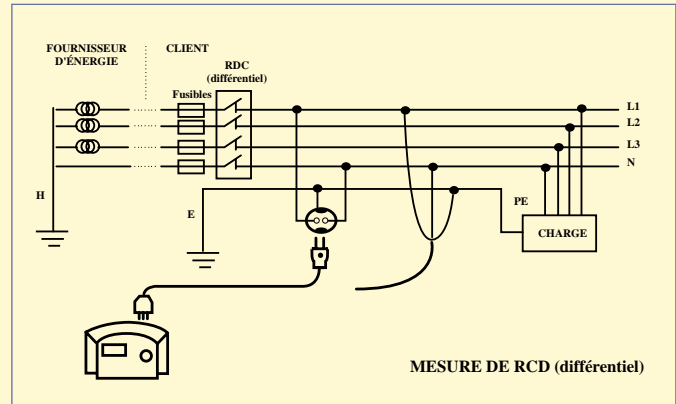 FOURNISSEUR
D'ÉNERGIE
CLIENT
RDC
(différentiel)
Fusibles
L1
L2
L3
N
H
E
PE
CHARGE
MESURE DE RCD (différentiel)